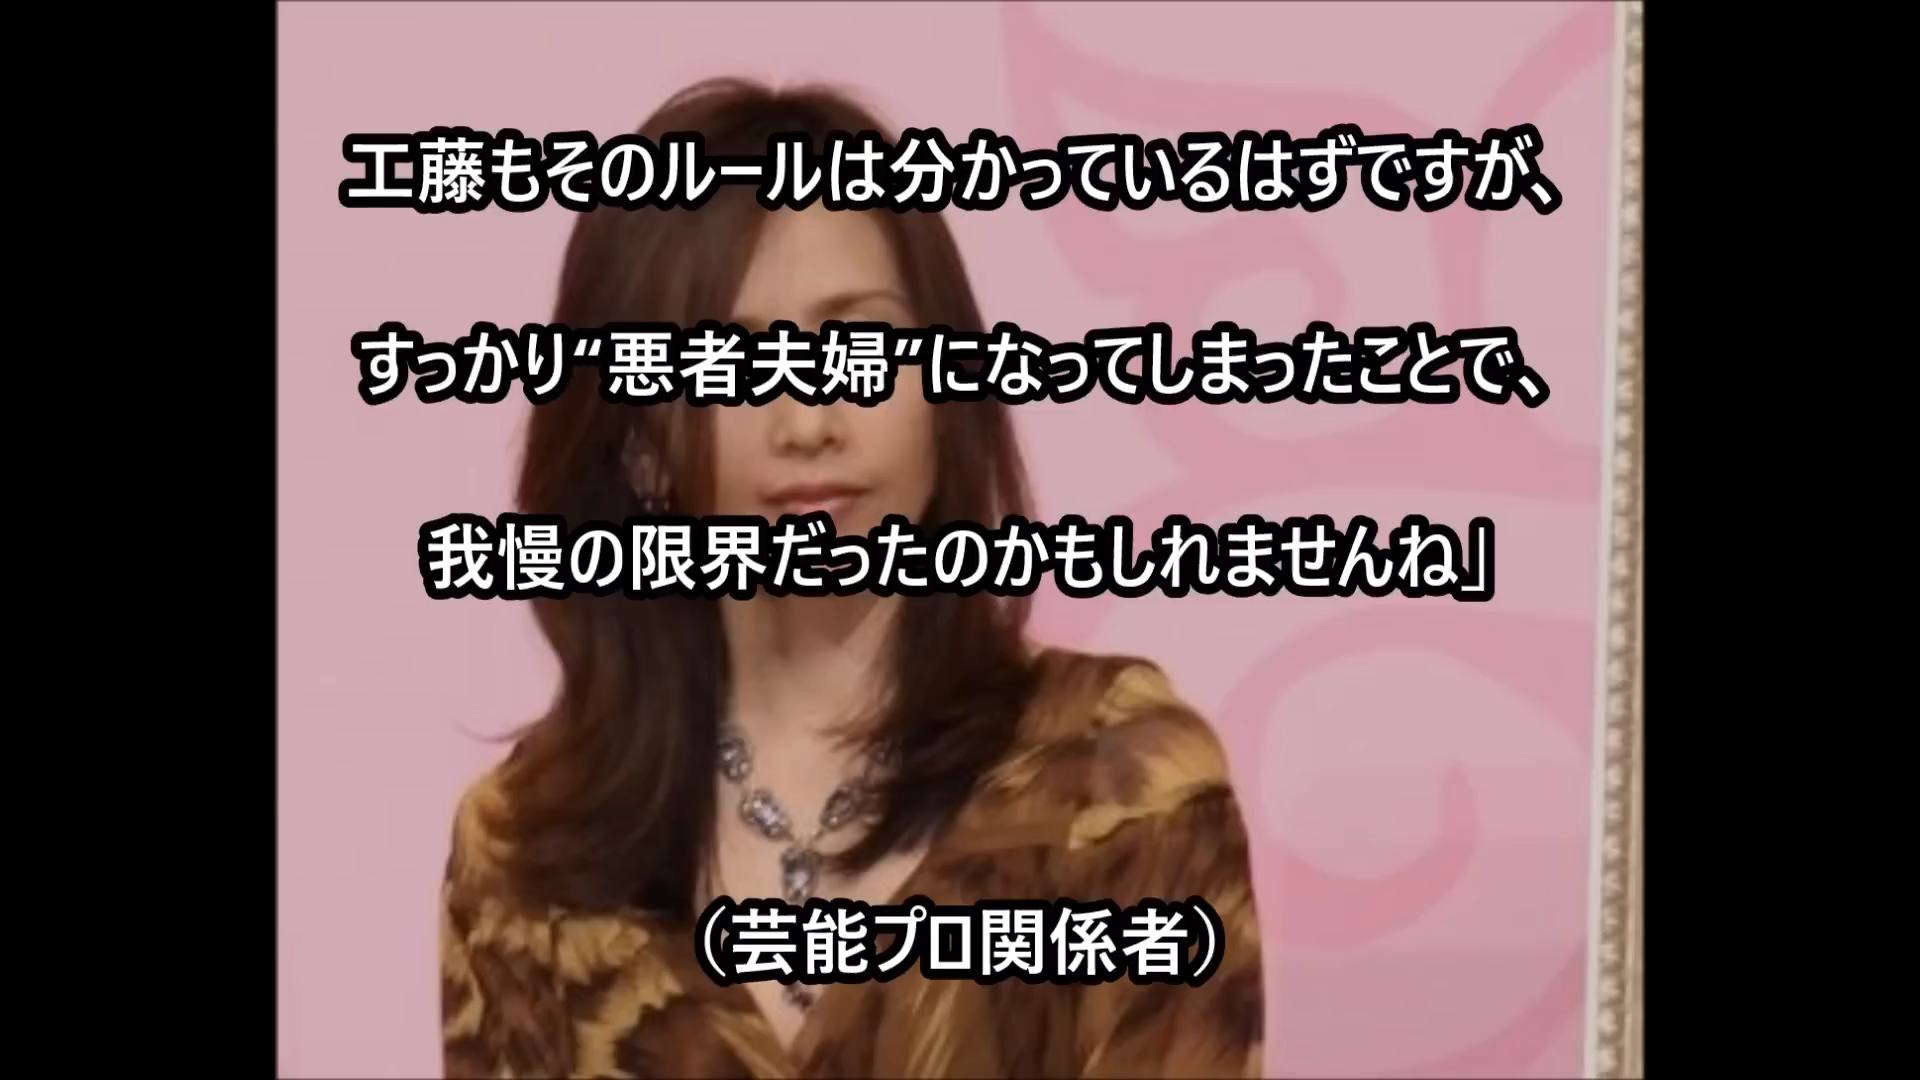 工藤もそのルールは分かっているはずですが、
すっかり“悪者夫婦”になってしまったことで、
我慢の限界だったのかもしれませんね」
（芸能プロ関係者）